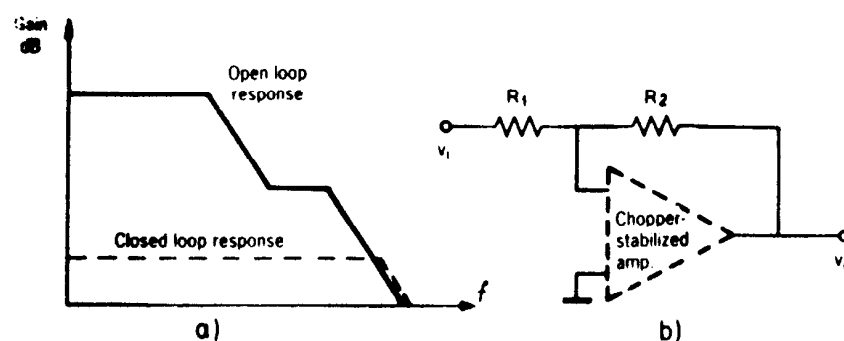 Gain
dB
Open loop
response
Closed loop response
f
a)
R1
R2
v1
Chopper-
stabilized
amp.
b)